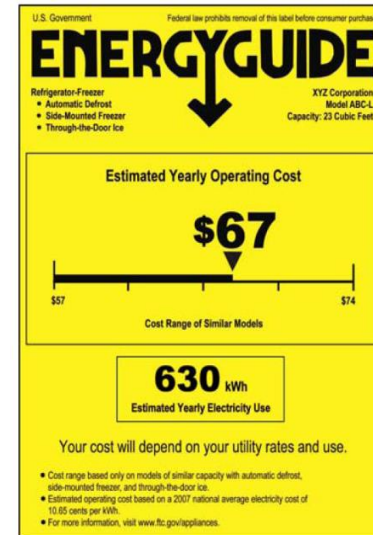 U.S. Government
Federal law prohibits removal of this label before consumer purchas
ENERGYGUIDE
Refrigerator-Freezer
• Automatic Defrost
• Side-Mounted Freezer
• Through-the-Door Ice
XYZ Corporation
Model ABC-L
Capacity: 23 Cubic Feet
Estimated Yearly Operating Cost
$67
$57
$74
Cost Range of Similar Models
630 kWh
Estimated Yearly Electricity Use
Your cost will depend on your utility rates and use.
• Cost range based only on models of similar capacity with automatic defrost,
side-mounted freezer, and through-the-door ice.
• Estimated operating cost based on a 2007 national average electricity cost of
10.65 cents per kWh.
• For more information, visit www.ftc.gov/appliances.